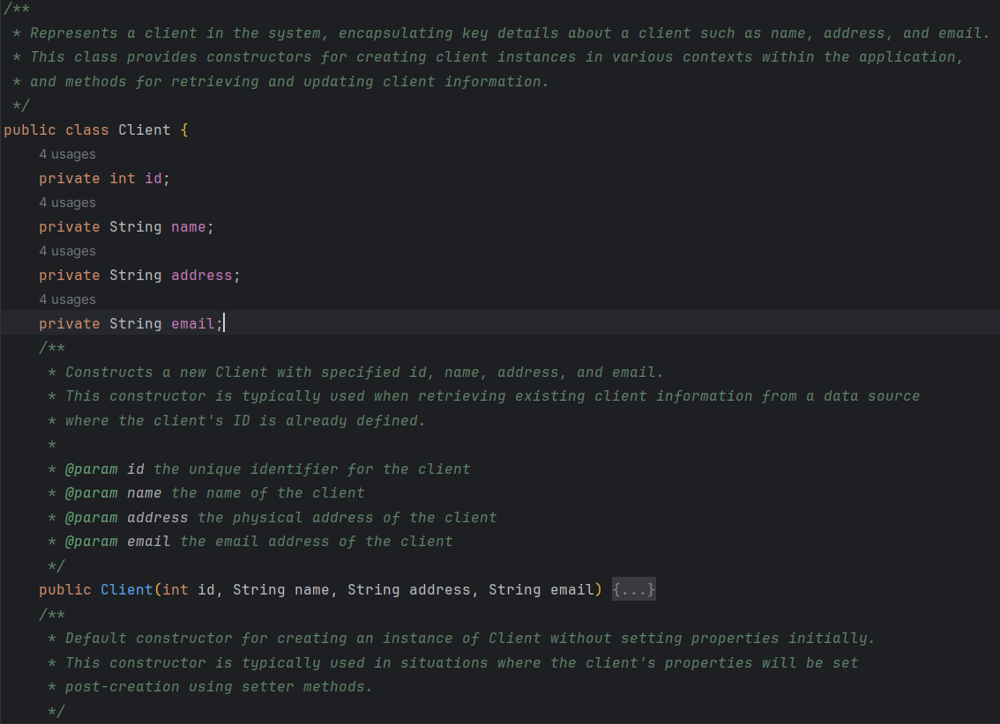 /**
 * Represents a client in the system, encapsulating key details about a client such as name, address, and email.
 * This class provides constructors for creating client instances in various contexts within the application,
 * and methods for retrieving and updating client information.
 */
public class Client {
    4 usages
    private int id;
    4 usages
    private String name;
    4 usages
    private String address;
    4 usages
    private String email;
    /**
     * Constructs a new Client with specified id, name, address, and email.
     * This constructor is typically used when retrieving existing client information from a data source
     * where the client's ID is already defined.
     *
     * @param id the unique identifier for the client
     * @param name the name of the client
     * @param address the physical address of the client
     * @param email the email address of the client
     */
    public Client(int id, String name, String address, String email) {...}
    /**
     * Default constructor for creating an instance of Client without setting properties initially.
     * This constructor is typically used in situations where the client's properties will be set
     * post-creation using setter methods.
     */